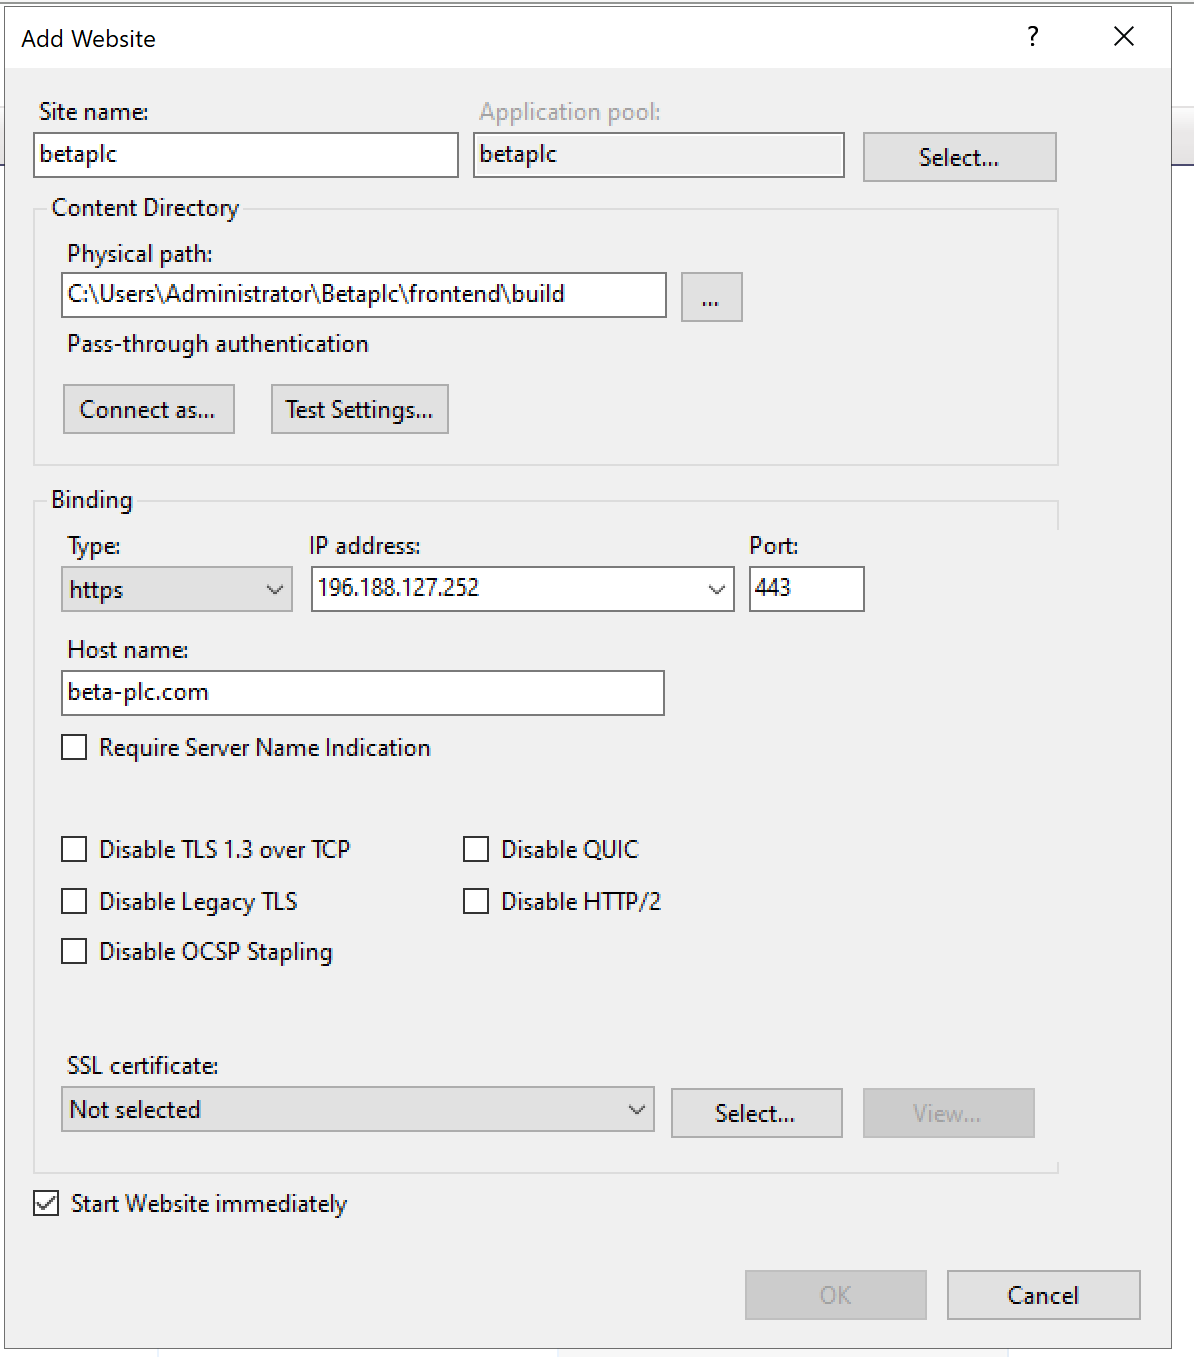 Add Website
?
Site name:
Application pool:
betaplc
betaplc
Select...
Content Directory
Physical path:
C:\Users\Administrator\Betaplc\frontend\build
...
Pass-through authentication
Connect as...
Test Settings...
Binding
Type:
IP address:
Port:
https
196.188.127.252
443
Host name:
beta-plc.com
Require Server Name Indication
Disable TLS 1.3 over TCP
Disable QUIC
Disable Legacy TLS
Disable HTTP/2
Disable OCSP Stapling
SSL certificate:
Not selected
Select...
View...
Start Website immediately
OK
Cancel